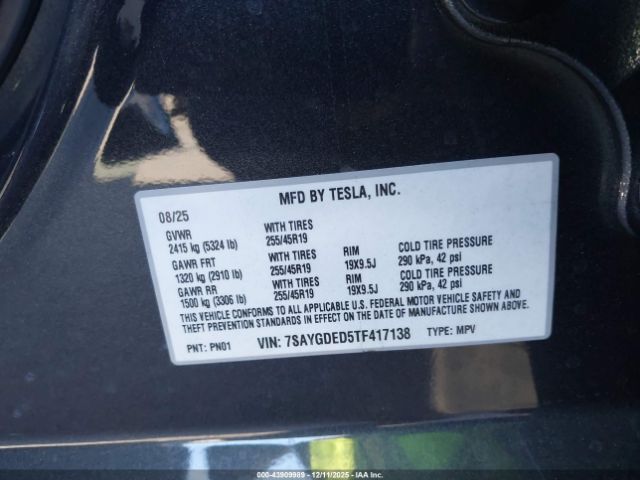 MFD BY TESLA, INC.
08/25
GVWR WITH TIRES
2415 kg (5324 lb) 255/45R19
GAWR FRT WITH TIRES RIM COLD TIRE PRESSURE
1320 kg (2910 lb) 255/45R19 19X9.5J 290 kPa, 42 psi
GAWR RR WITH TIRES RIM COLD TIRE PRESSURE
1500 kg (3306 lb) 255/45R19 19X9.5J 290 kPa, 42 psi
THIS VEHICLE CONFORMS TO ALL APPLICABLE U.S. FEDERAL MOTOR VEHICLE SAFETY AND
THEFT PREVENTION STANDARDS IN EFFECT ON THE DATE OF MANUFACTURE SHOWN ABOVE.
PNT: PN01 VIN: 7SAYGDED5TF417138 TYPE: MPV
000-43909989 - 12/11/2025 - IAA Inc.